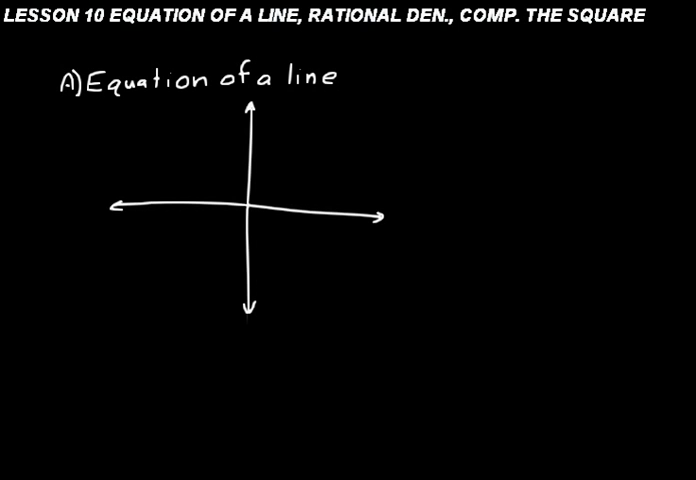 LESSON 10 EQUATION OF A LINE, RATIONAL DEN., COMP. THE SQUARE
A) Equation of a line